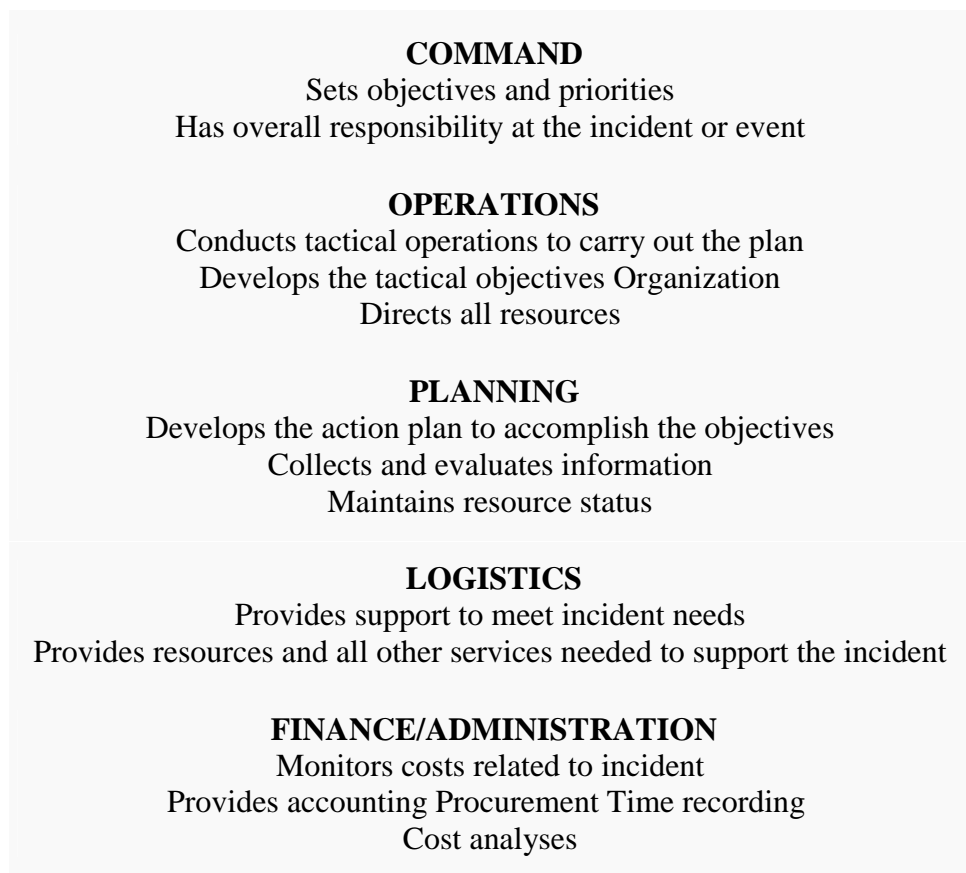 COMMAND
Sets objectives and priorities
Has overall responsibility at the incident or event
OPERATIONS
Conducts tactical operations to carry out the plan
Develops the tactical objectives Organization
Directs all resources
PLANNING
Develops the action plan to accomplish the objectives
Collects and evaluates information
Maintains resource status
LOGISTICS
Provides support to meet incident needs
Provides resources and all other services needed to support the incident
FINANCE/ADMINISTRATION
Monitors costs related to incident
Provides accounting Procurement Time recording
Cost analyses